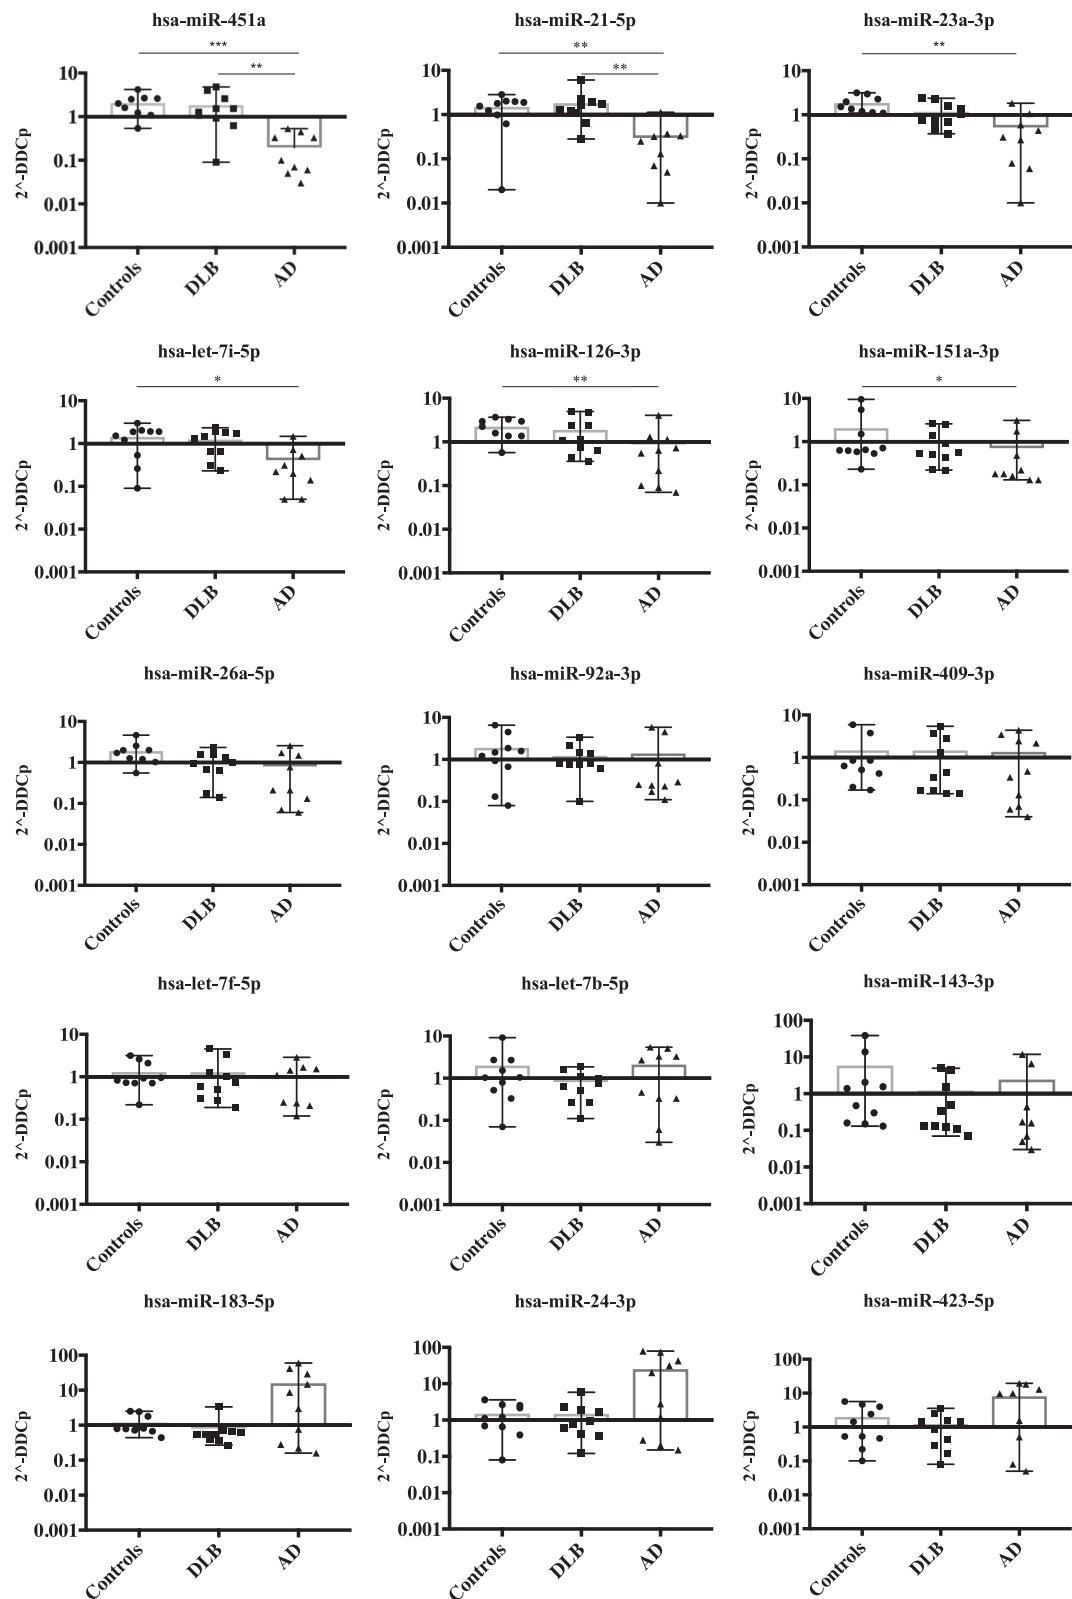 hsa-miR-451a
***
**
2^-DDCp
10
1
0.1
0.01
0.001
Controls
DLB
AD
hsa-miR-21-5p
**
**
2^-DDCp
10
1
0.1
0.01
0.001
Controls
DLB
AD
hsa-miR-23a-3p
**
2^-DDCp
10
1
0.1
0.01
0.001
Controls
DLB
AD
hsa-let-7i-5p
*
2^-DDCp
10
1
0.1
0.01
0.001
Controls
DLB
AD
hsa-miR-126-3p
**
2^-DDCp
10
1
0.1
0.01
0.001
Controls
DLB
AD
hsa-miR-151a-3p
*
2^-DDCp
10
1
0.1
0.01
0.001
Controls
DLB
AD
hsa-miR-26a-5p
2^-DDCp
10
1
0.1
0.01
0.001
Controls
DLB
AD
hsa-miR-92a-3p
2^-DDCp
10
1
0.1
0.01
0.001
Controls
DLB
AD
hsa-miR-409-3p
2^-DDCp
10
1
0.1
0.01
0.001
Controls
DLB
AD
hsa-let-7f-5p
2^-DDCp
10
1
0.1
0.01
0.001
Controls
DLB
AD
hsa-let-7b-5p
2^-DDCp
10
1
0.1
0.01
0.001
Controls
DLB
AD
hsa-miR-143-3p
2^-DDCp
100
10
1
0.1
0.01
0.001
Controls
DLB
AD
hsa-miR-183-5p
2^-DDCp
100
10
1
0.1
0.01
0.001
Controls
DLB
AD
hsa-miR-24-3p
2^-DDCp
100
10
1
0.1
0.01
0.001
Controls
DLB
AD
hsa-miR-423-5p
2^-DDCp
100
10
1
0.1
0.01
0.001
Controls
DLB
AD